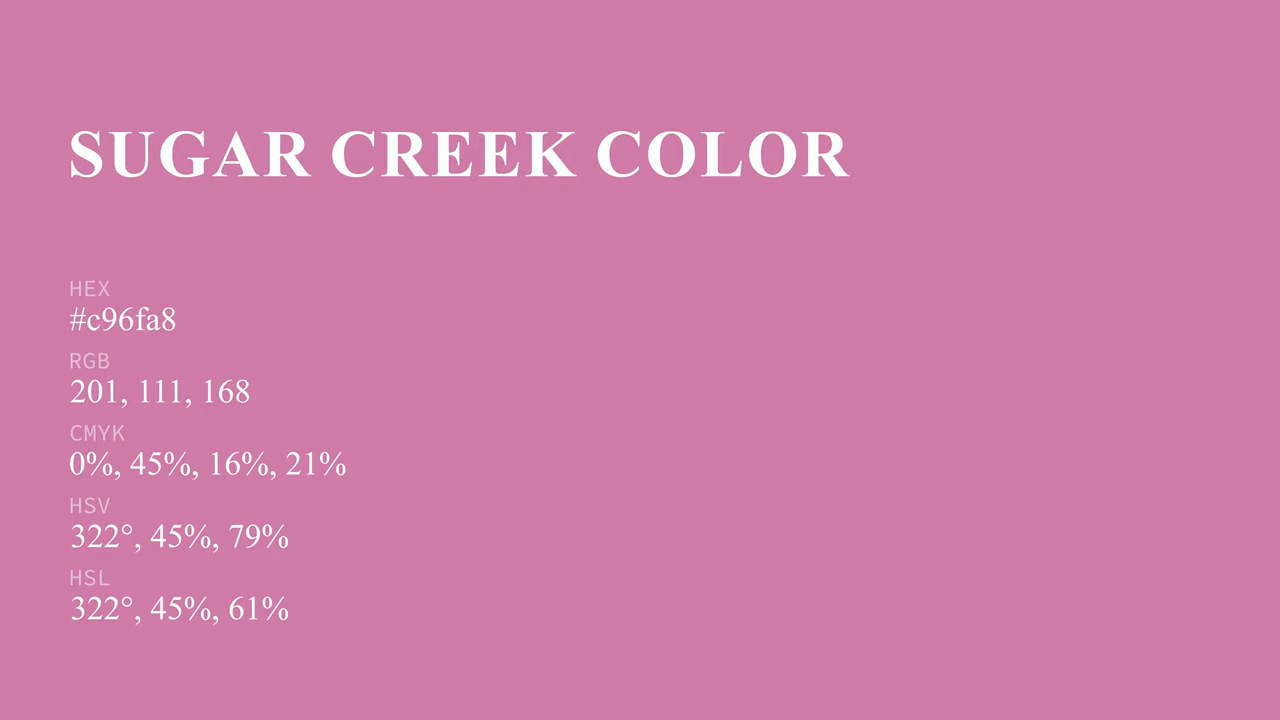 SUGAR CREEK COLOR
HEX
#c96fa8
RGB
201, 111, 168
CMYK
0%, 45%, 16%, 21%
HSV
322°, 45%, 79%
HSL
322°, 45%, 61%